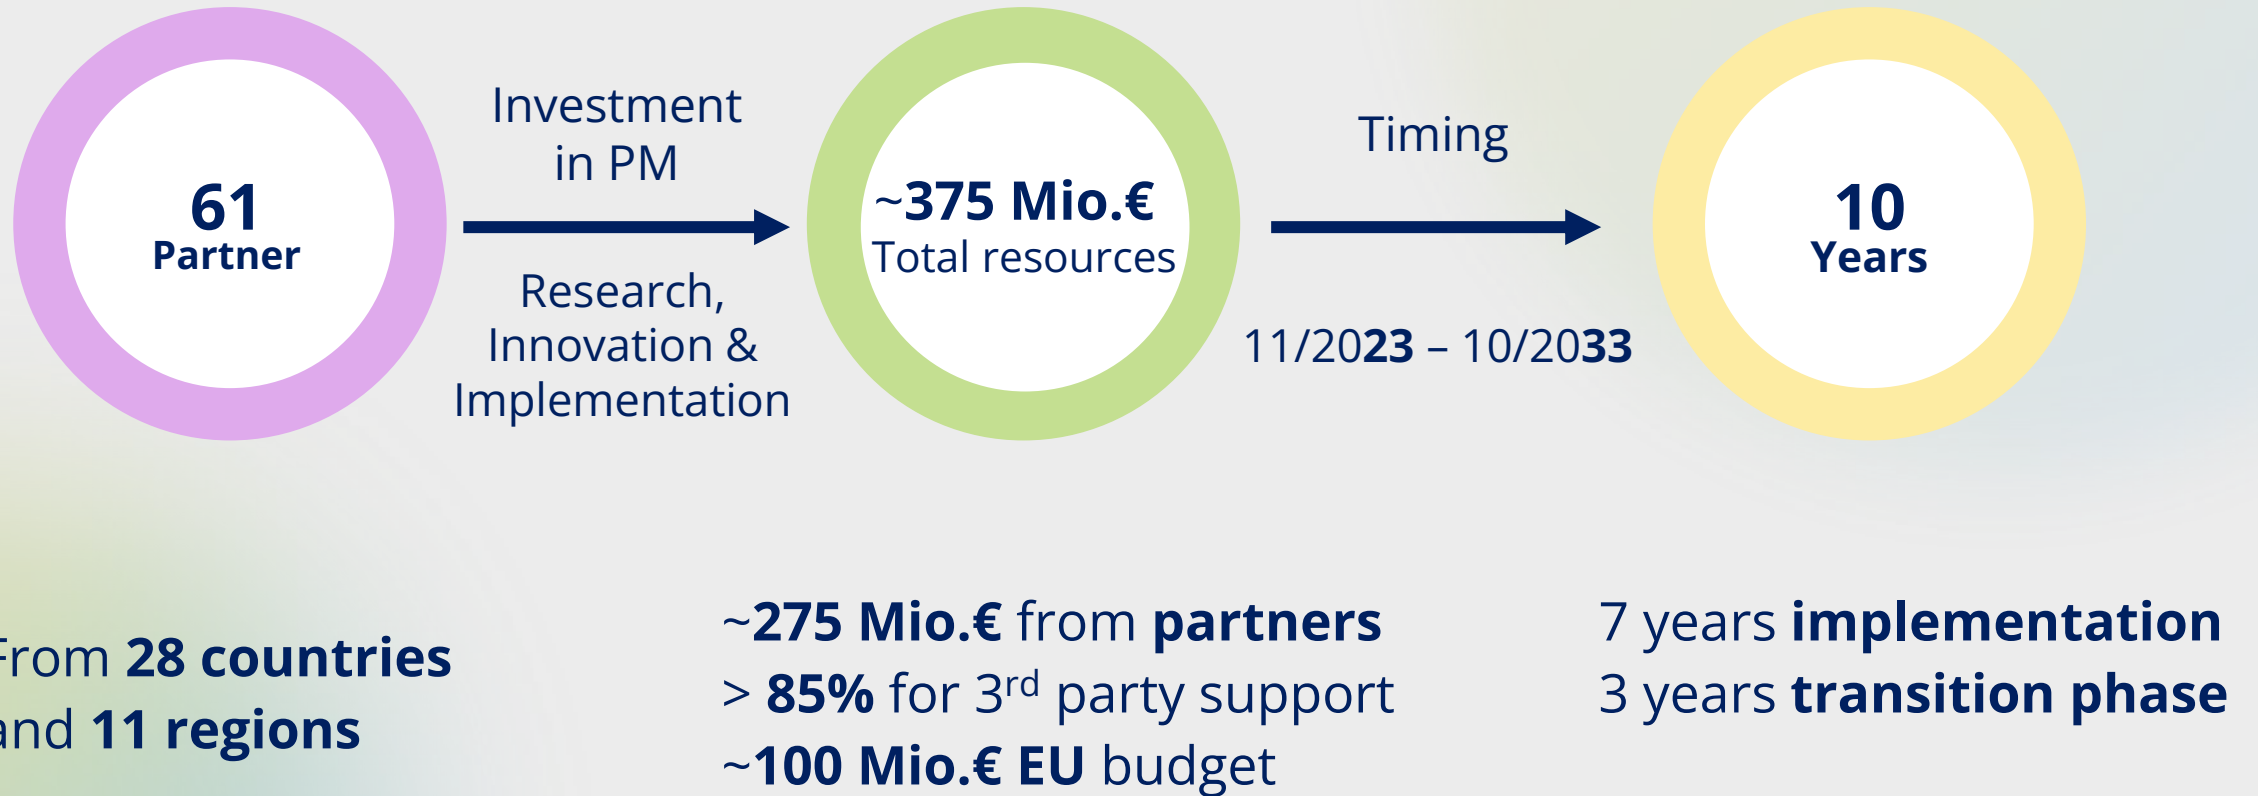 61
Partner
Investment
in PM
Research,
Innovation &
Implementation
~375 Mio.€
Total resources
Timing
11/2023 – 10/2033
10
Years
From 28 countries
and 11 regions
~275 Mio.€ from partners
> 85% for 3rd party support
~100 Mio.€ EU budget
7 years implementation
3 years transition phase